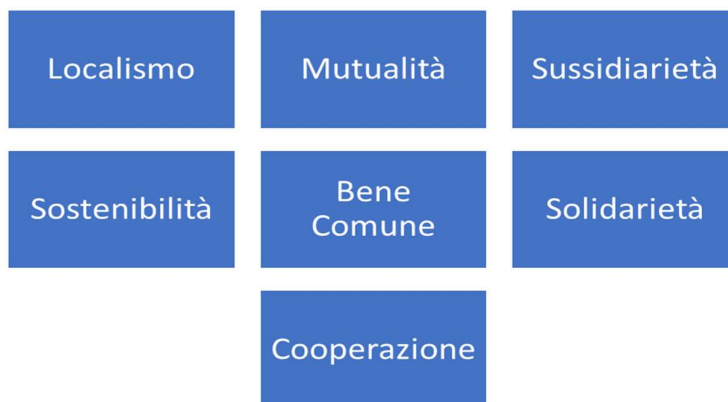 Localismo
Mutualità
Sussidiarietà
Sostenibilità
Bene
Comune
Solidarietà
Cooperazione